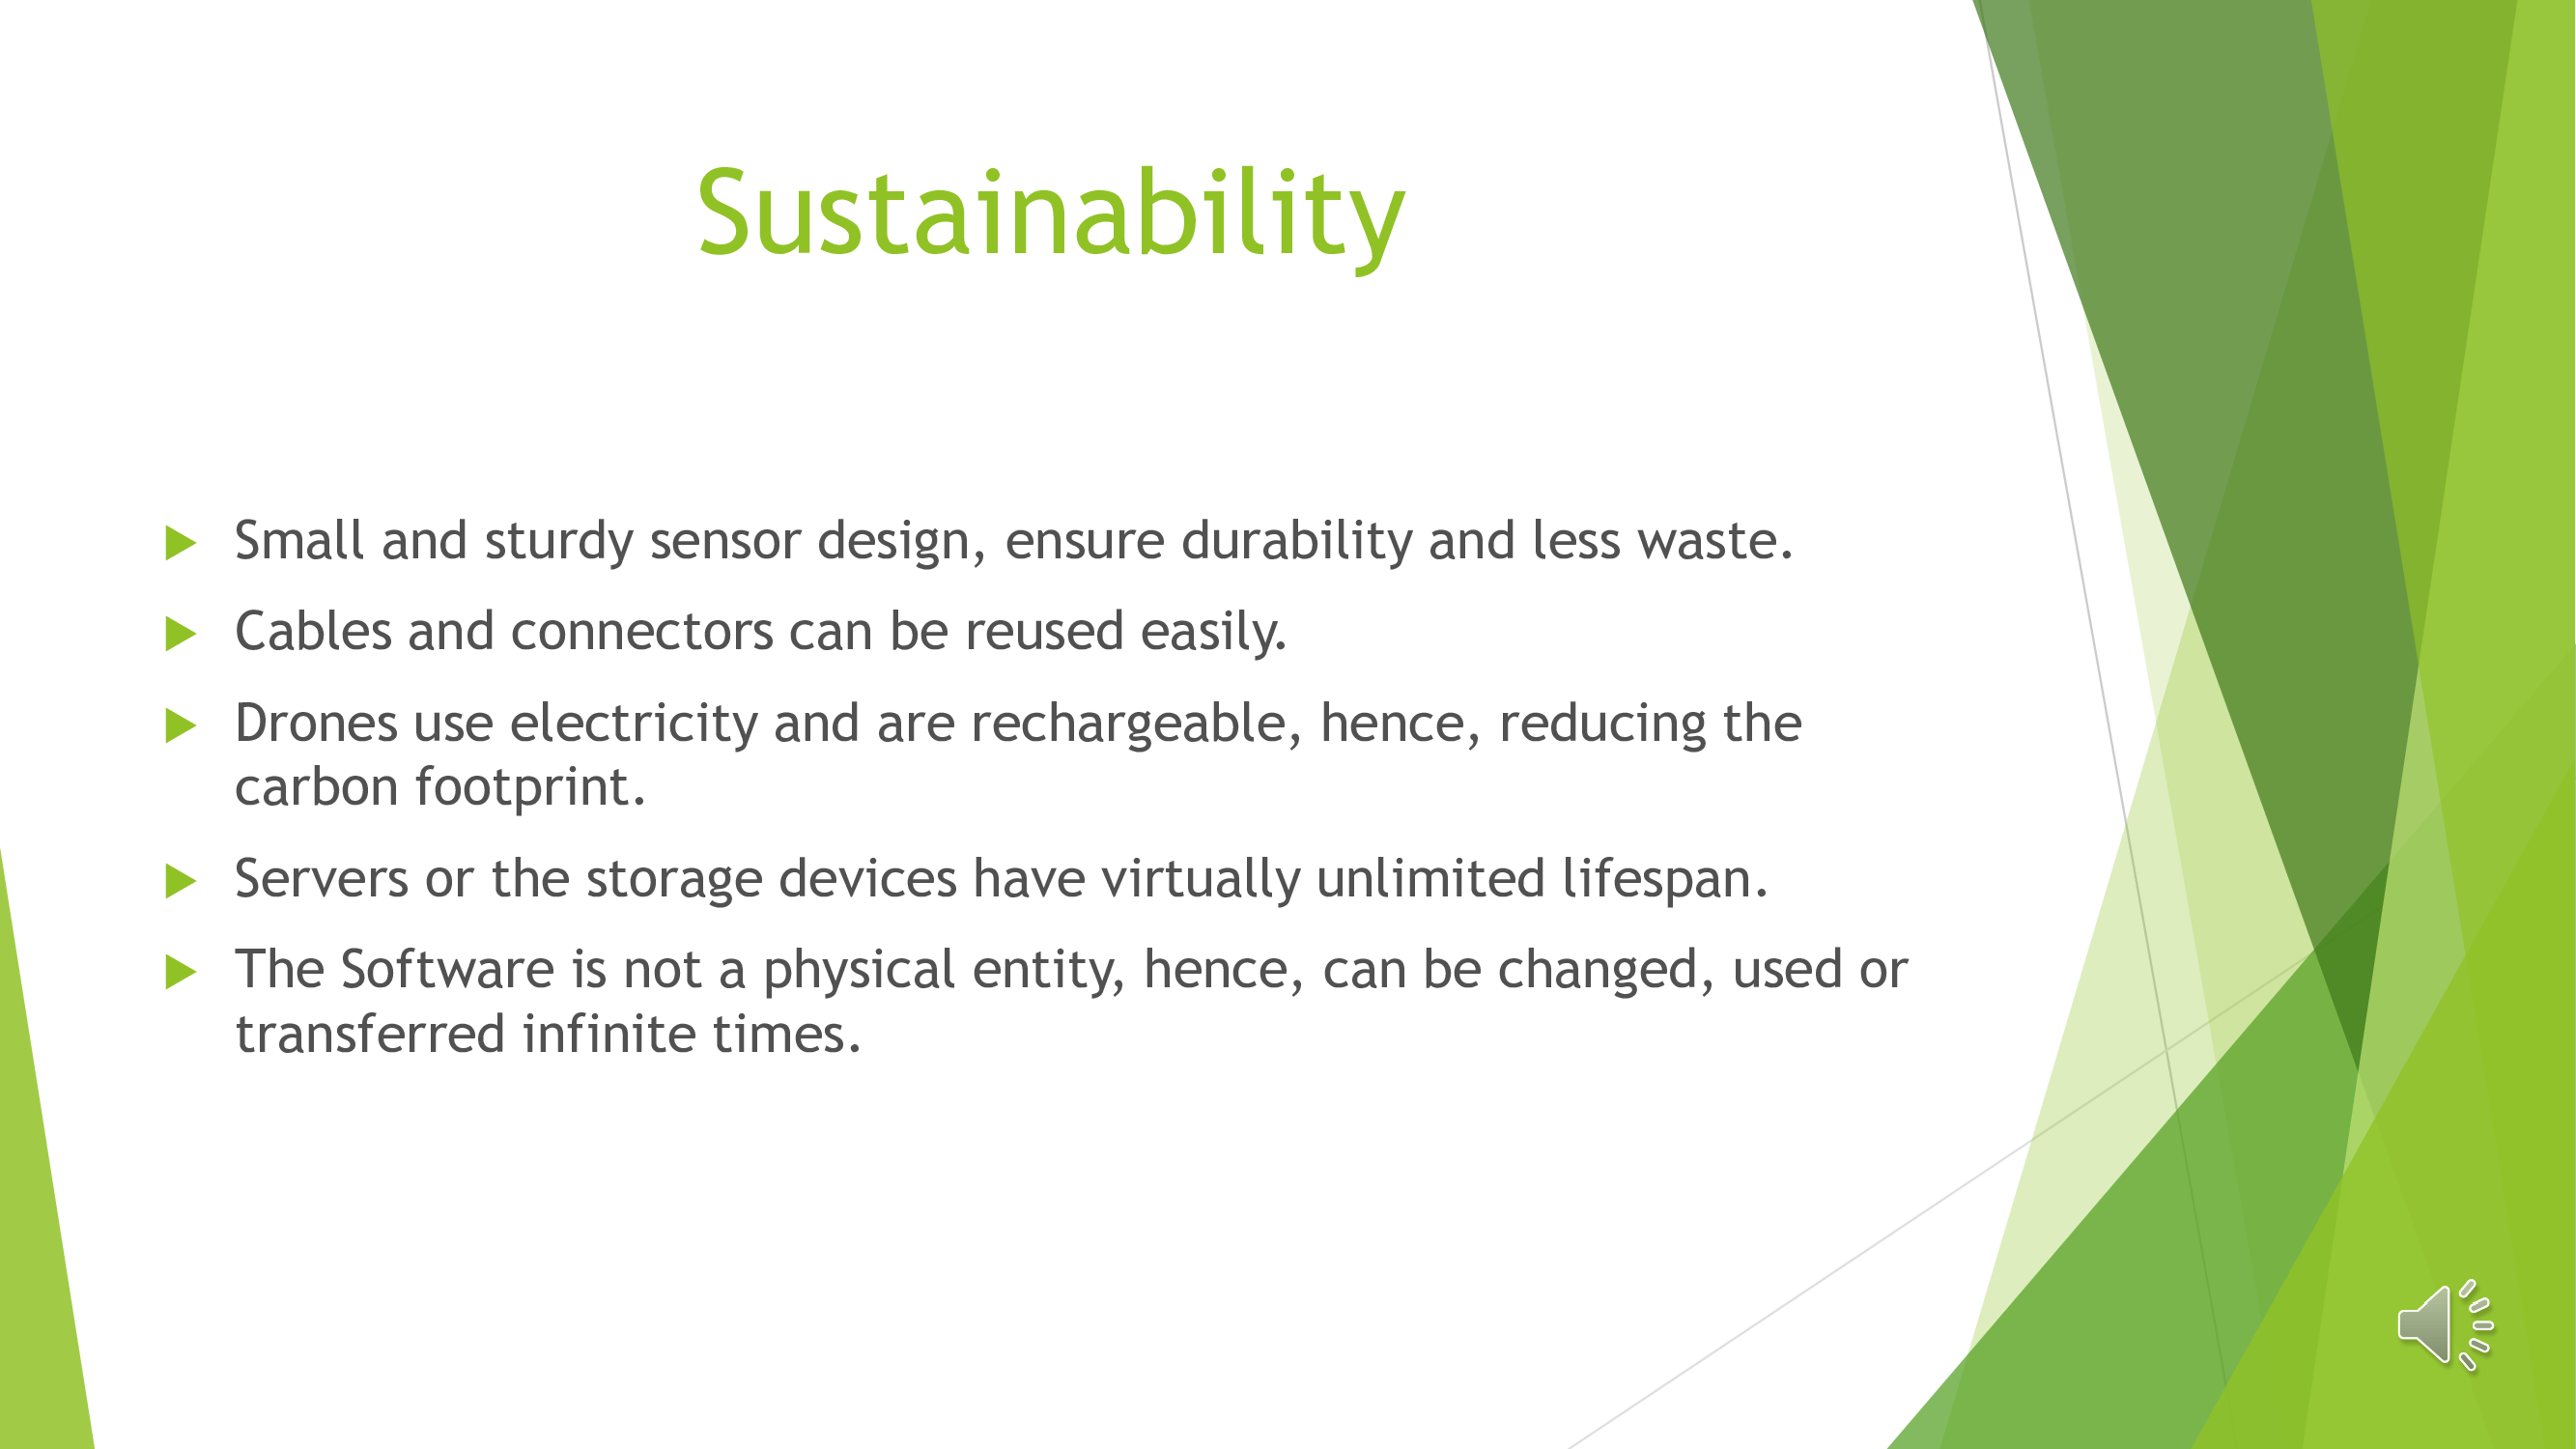 Sustainability
Small and sturdy sensor design, ensure durability and less waste.
Cables and connectors can be reused easily.
Drones use electricity and are rechargeable, hence, reducing the
carbon footprint.
Servers or the storage devices have virtually unlimited lifespan.
The Software is not a physical entity, hence, can be changed, used or
transferred infinite times.